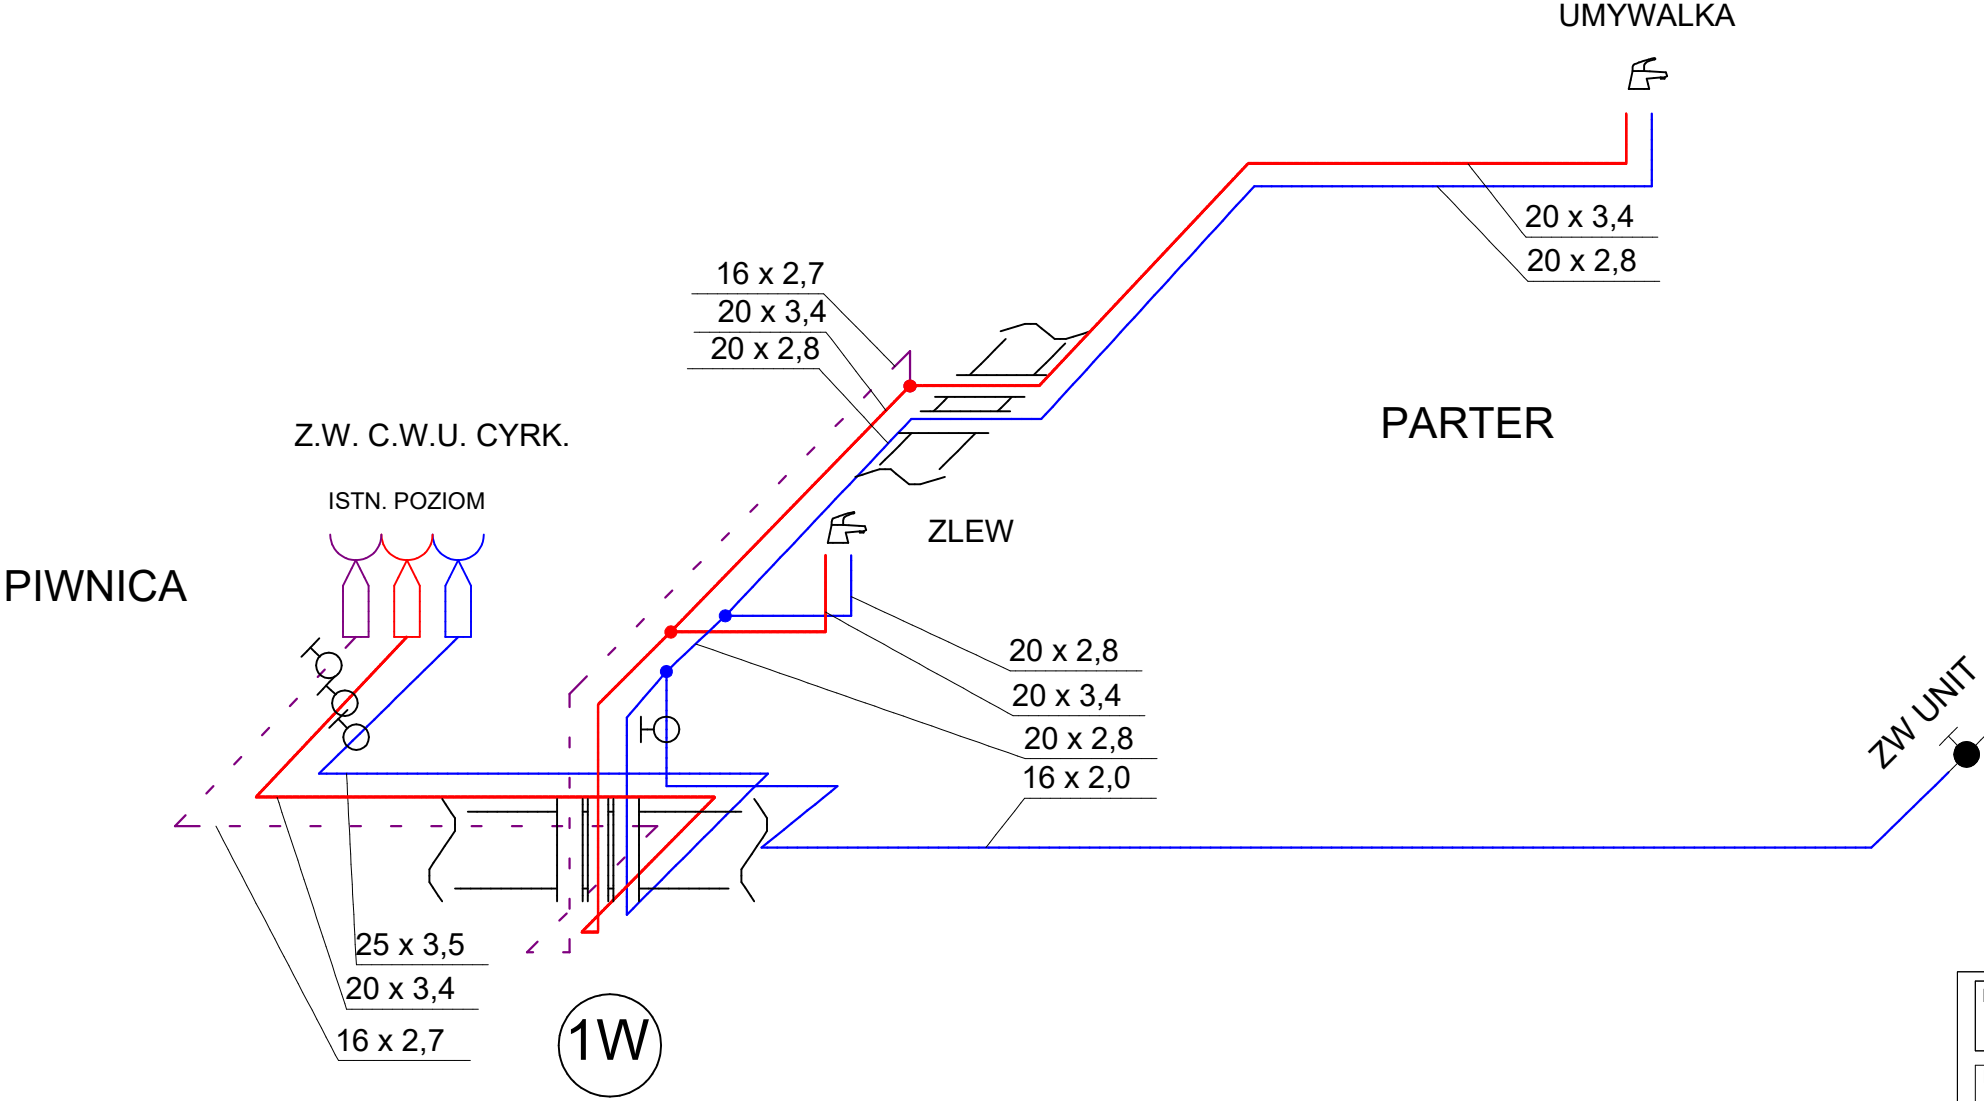 UMYWALKA
20 x 3,4
20 x 2,8
16 x 2,7
20 x 3,4
20 x 2,8
PARTER
Z.W. C.W.U. CYRK.
ISTN. POZIOM
ZLEW
PIWNICA
20 x 2,8
20 x 3,4
20 x 2,8
16 x 2,0
ZW UNIT
25 x 3,5
20 x 3,4
16 x 2,7
1W